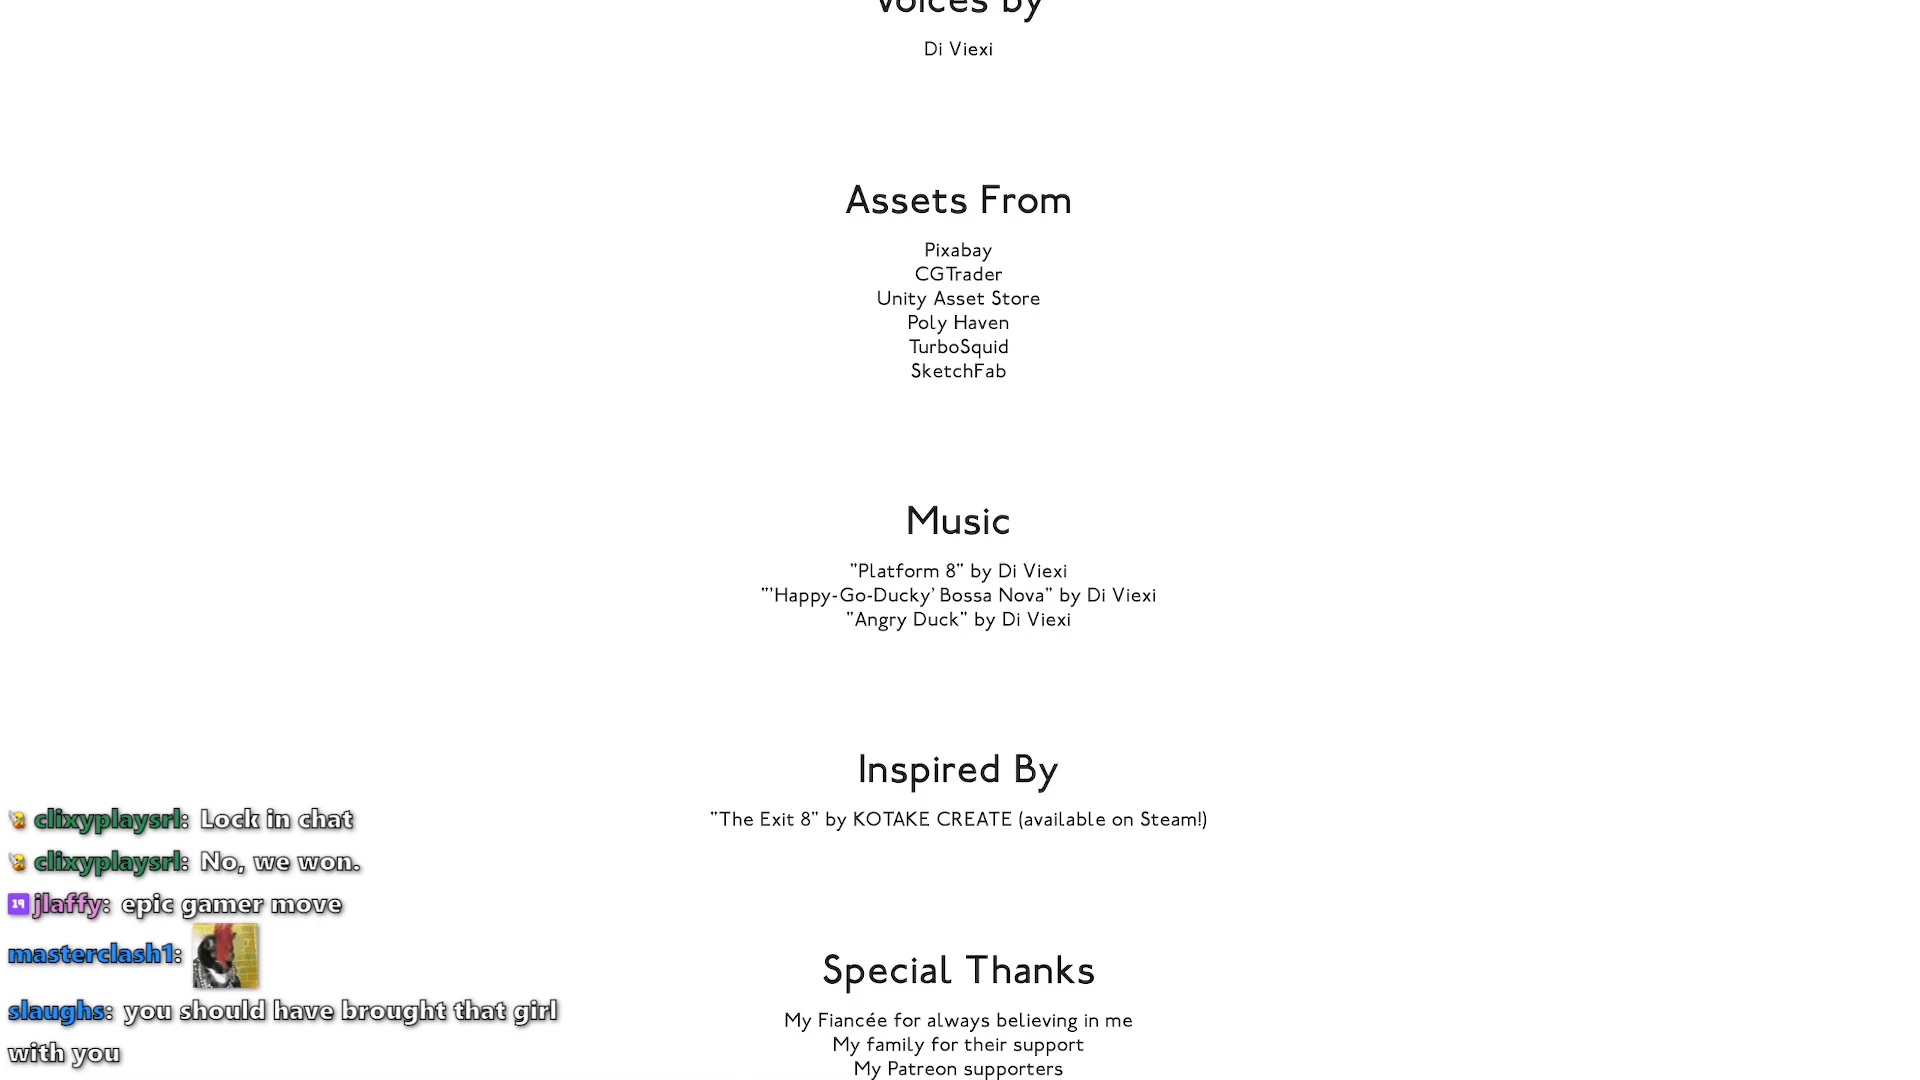 Voices by
Di Viexi
Assets From
Pixabay
CGTrader
Unity Asset Store
Poly Haven
TurboSquid
SketchFab
Music
"Platform 8" by Di Viexi
"'Happy-Go-Ducky' Bossa Nova" by Di Viexi
"Angry Duck" by Di Viexi
Inspired By
"The Exit 8" by KOTAKE CREATE (available on Steam!)
Special Thanks
My Fiancée for always believing in me
My family for their support
My Patreon supporters
clixyplaysrl: Lock in chat
clixyplaysrl: No, we won.
19 jlaffy: epic gamer move
masterclash1:
slaughs: you should have brought that girl
with you